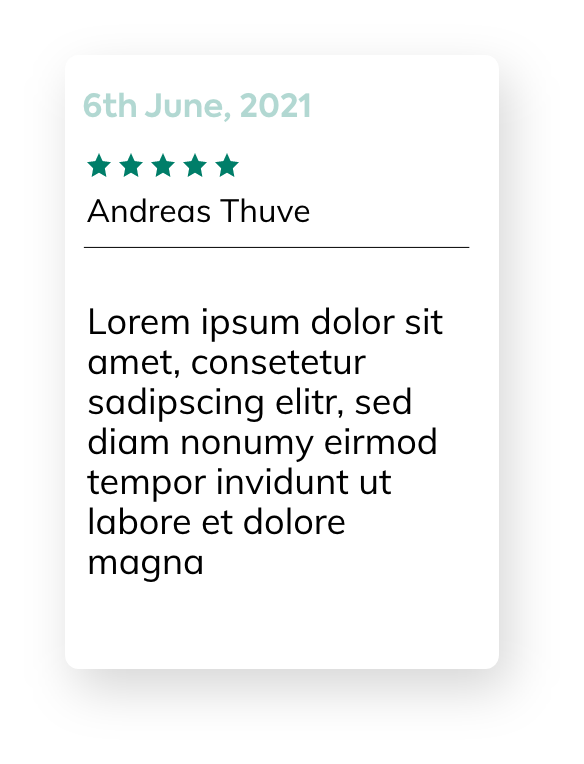 6th June, 2021
Andreas Thuve
Lorem ipsum dolor sit
amet, consetetur
sadipscing elitr, sed
diam nonumy eirmod
tempor invidunt ut
labore et dolore
magna